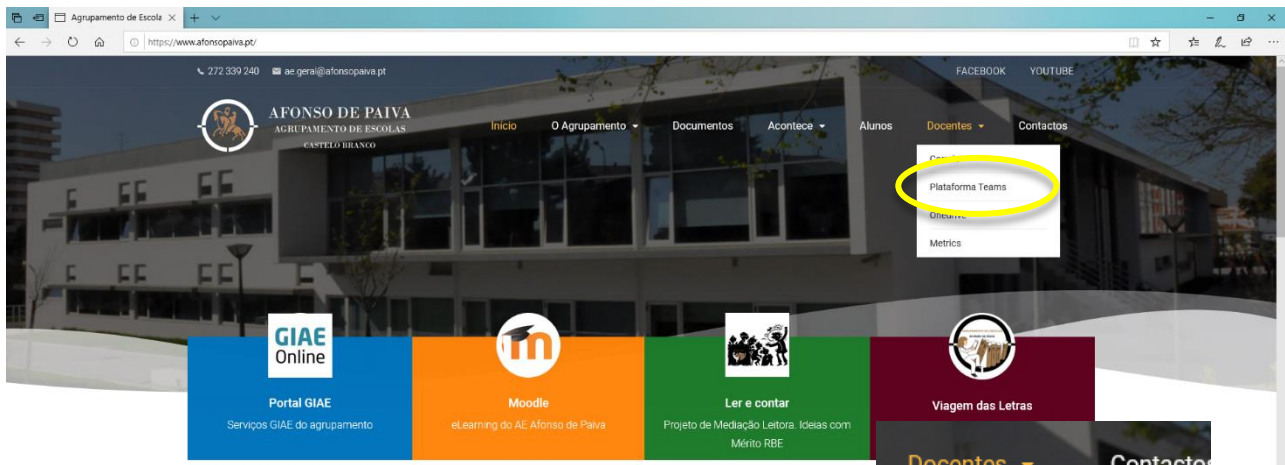 Agrupamento de Escola
https://www.afonsopaiva.pt/
272 339 240 ae.geral@afonsopaiva.pt FACEBOOK YOUTUBE
AFONSO DE PAIVA
AGRUPAMENTO DE ESCOLAS
CASTELO BRANCO
Início O Agrupamento Documentos Acontece Alunos Docentes Contactos
Plataforma Teams
Onedrive
Metrics
GIAE
Online
m
Portal GIAE
Serviços GIAE do agrupamento
Moodle
eLearning do AE Afonso de Paiva
Ler e contar
Projeto de Mediação Leitora. Ideias com
Mérito RBE
Viagem das Letras
Docentes Contactos